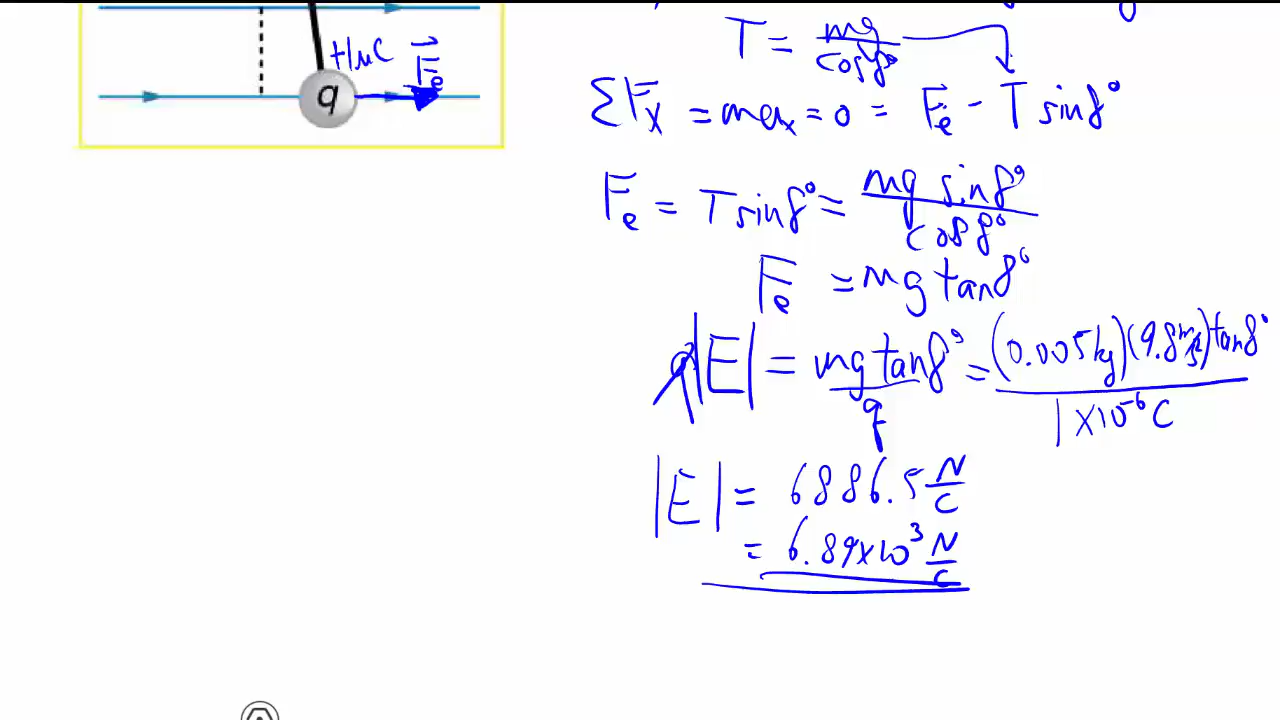 +1μC
F⃗e
q
T = mg / cos8°
ΣFx = max = 0 = Fe - T sin8°
Fe = T sin8° = mg sin8° / cos8°
Fe = mg tan8°
q|E| = mg tan8° / q = (0.005kg)(9.8m/s²)tan8° / 1×10⁻⁶C
|E| = 6886.5 N/C
= 6.89×10³ N/C